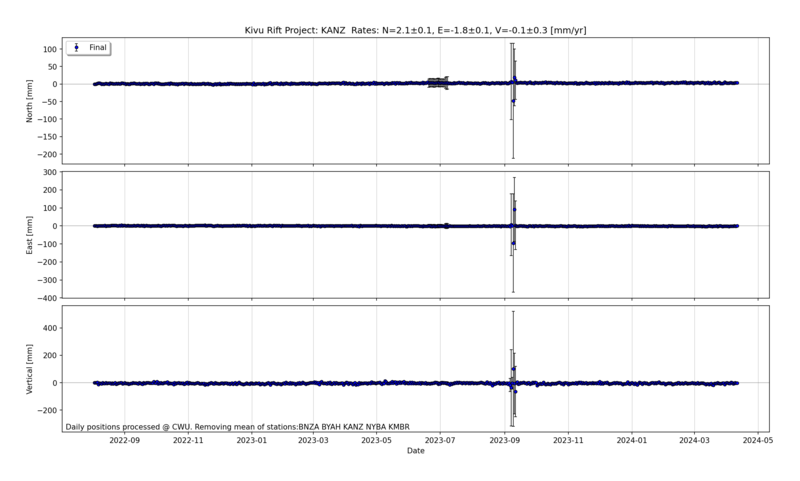 Kivu Rift Project: KANZ Rates: N=2.1±0.1, E=-1.8±0.1, V=-0.1±0.3 [mm/yr]
Final
North [mm]
100
50
0
−50
−100
−150
−200
East [mm]
300
200
100
0
−100
−200
−300
−400
Vertical [mm]
400
200
0
−200
Daily positions processed @ CWU. Removing mean of stations:BNZA BYAH KANZ NYBA KMBR
2022-09 2022-11 2023-01 2023-03 2023-05 2023-07 2023-09 2023-11 2024-01 2024-03 2024-05
Date